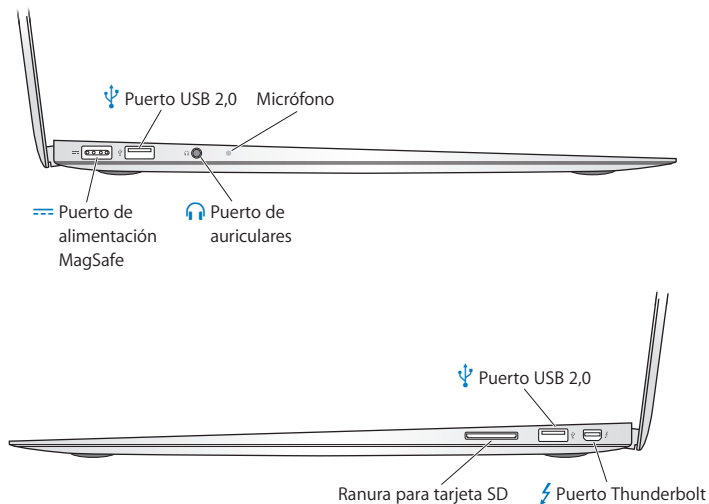 Puerto USB 2,0
Micrófono
Puerto de
alimentación
MagSafe
Puerto de
auriculares
Puerto USB 2,0
Ranura para tarjeta SD
Puerto Thunderbolt